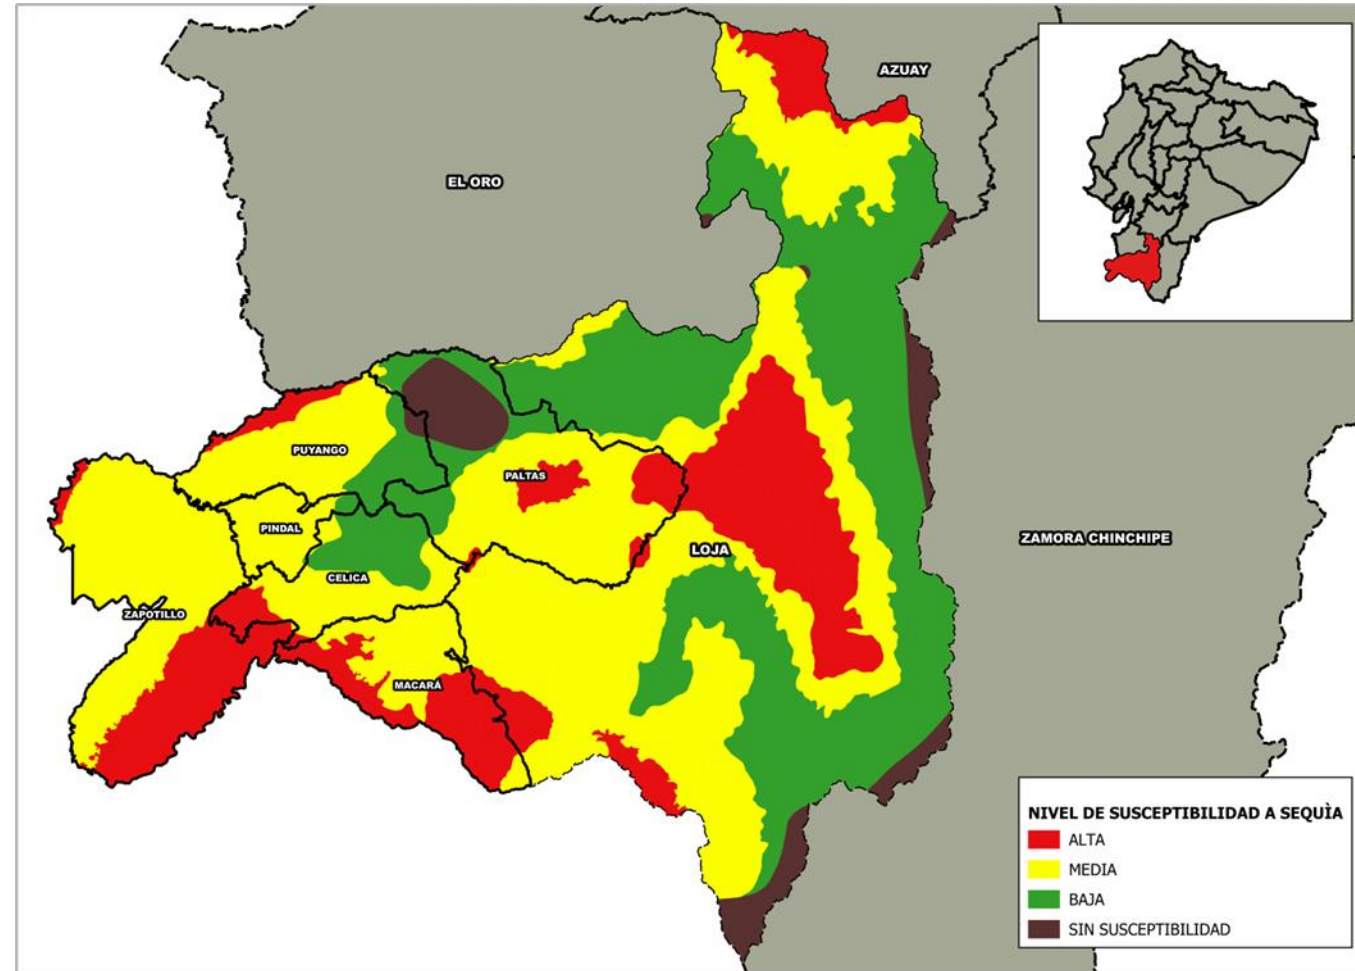 AZUAY
EL ORO
PUYANGO
PALTAS
PINDAL
ZAMORA CHINCHIPE
LOJA
CELICA
ZAPOTILLO
MACARÁ
NIVEL DE SUSCEPTIBILIDAD A SEQUÌA
ALTA
MEDIA
BAJA
SIN SUSCEPTIBILIDAD